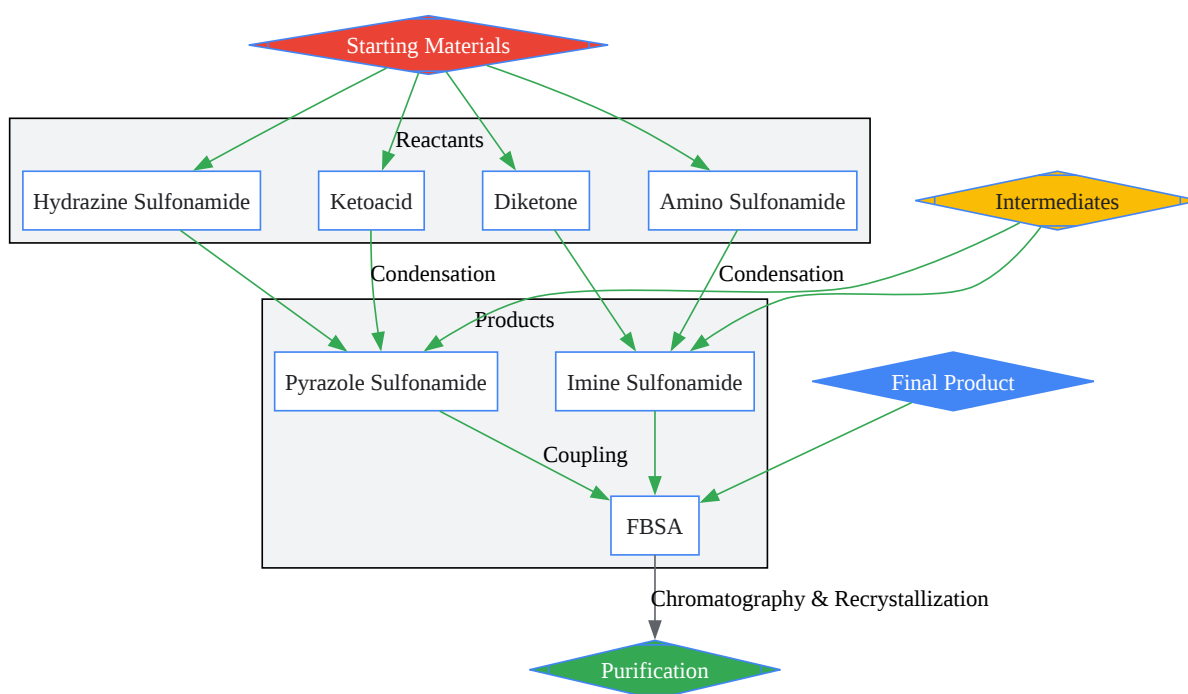 Starting Materials
Reactants
Hydrazine Sulfonamide
Ketoacid
Diketone
Amino Sulfonamide
Intermediates
Condensation
Condensation
Products
Pyrazole Sulfonamide
Imine Sulfonamide
Final Product
Coupling
FBSA
Chromatography & Recrystallization
Purification